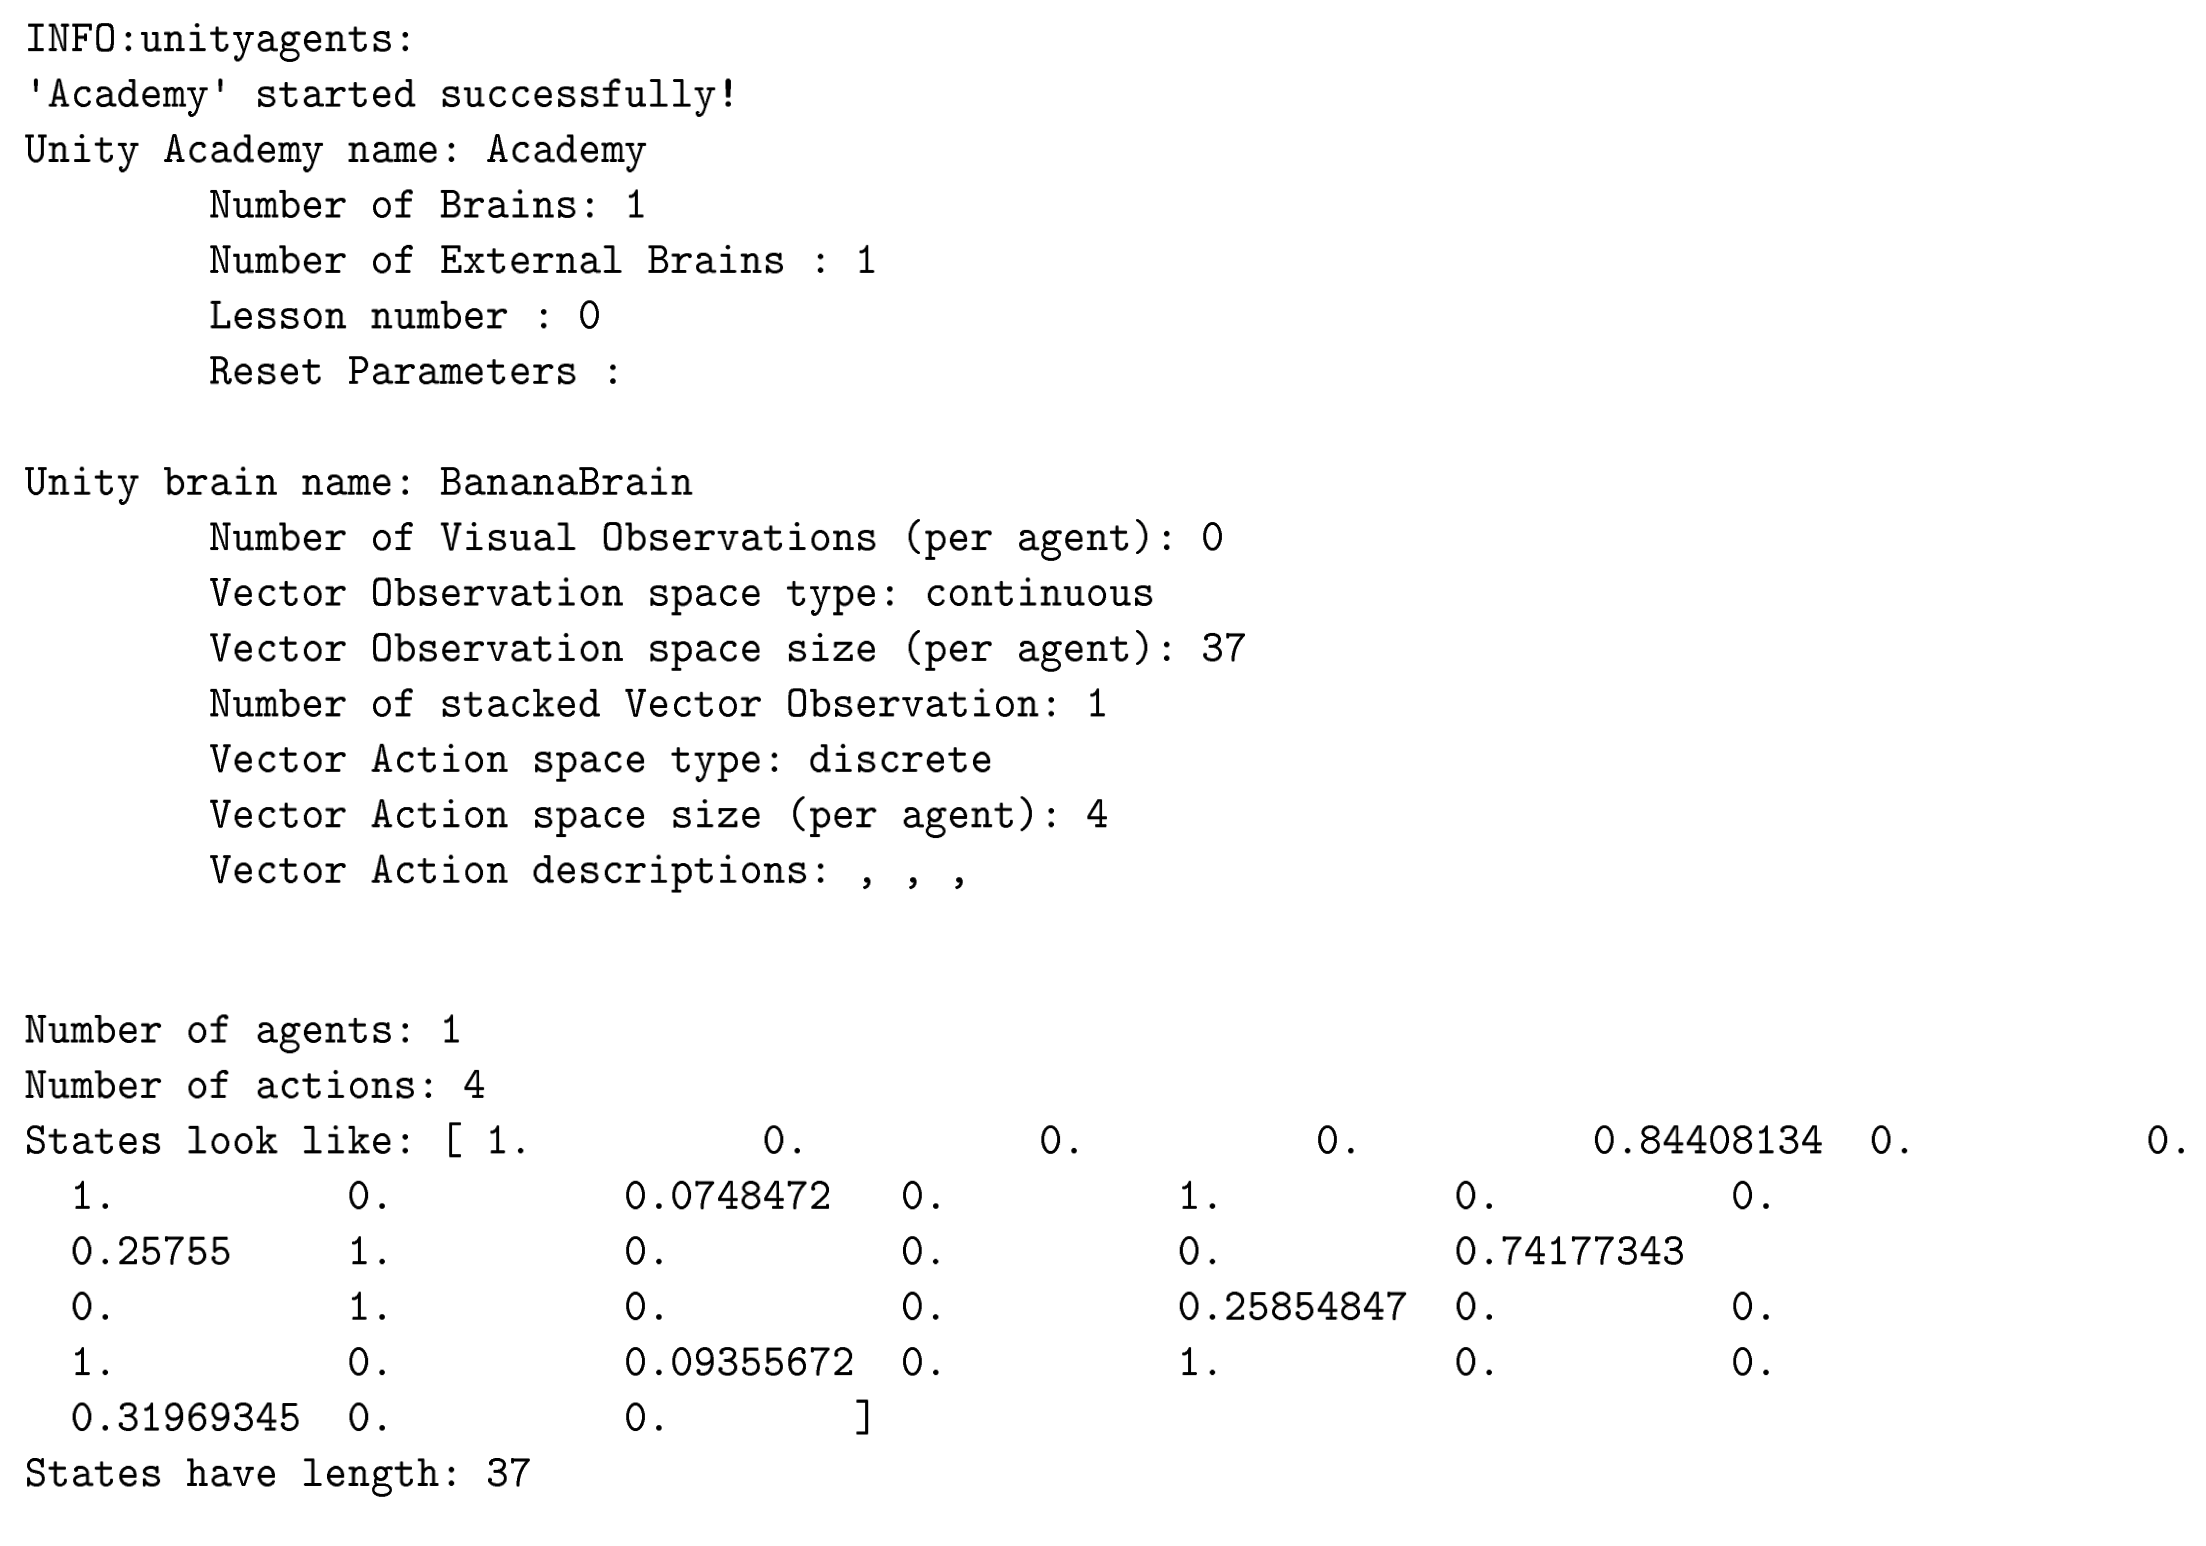 INFO:unityagents:
'Academy' started successfully!
Unity Academy name: Academy
        Number of Brains: 1
        Number of External Brains : 1
        Lesson number : 0
        Reset Parameters :
Unity brain name: BananaBrain
        Number of Visual Observations (per agent): 0
        Vector Observation space type: continuous
        Vector Observation space size (per agent): 37
        Number of stacked Vector Observation: 1
        Vector Action space type: discrete
        Vector Action space size (per agent): 4
        Vector Action descriptions: , , ,
Number of agents: 1
Number of actions: 4
States look like: [ 1.          0.          0.          0.          0.84408134  0.          0.
  1.          0.          0.0748472   0.          1.          0.          0.
  0.25755     1.          0.          0.          0.          0.74177343
  0.          1.          0.          0.          0.25854847  0.          0.
  1.          0.          0.09355672  0.          1.          0.          0.
  0.31969345  0.          0.        ]
States have length: 37